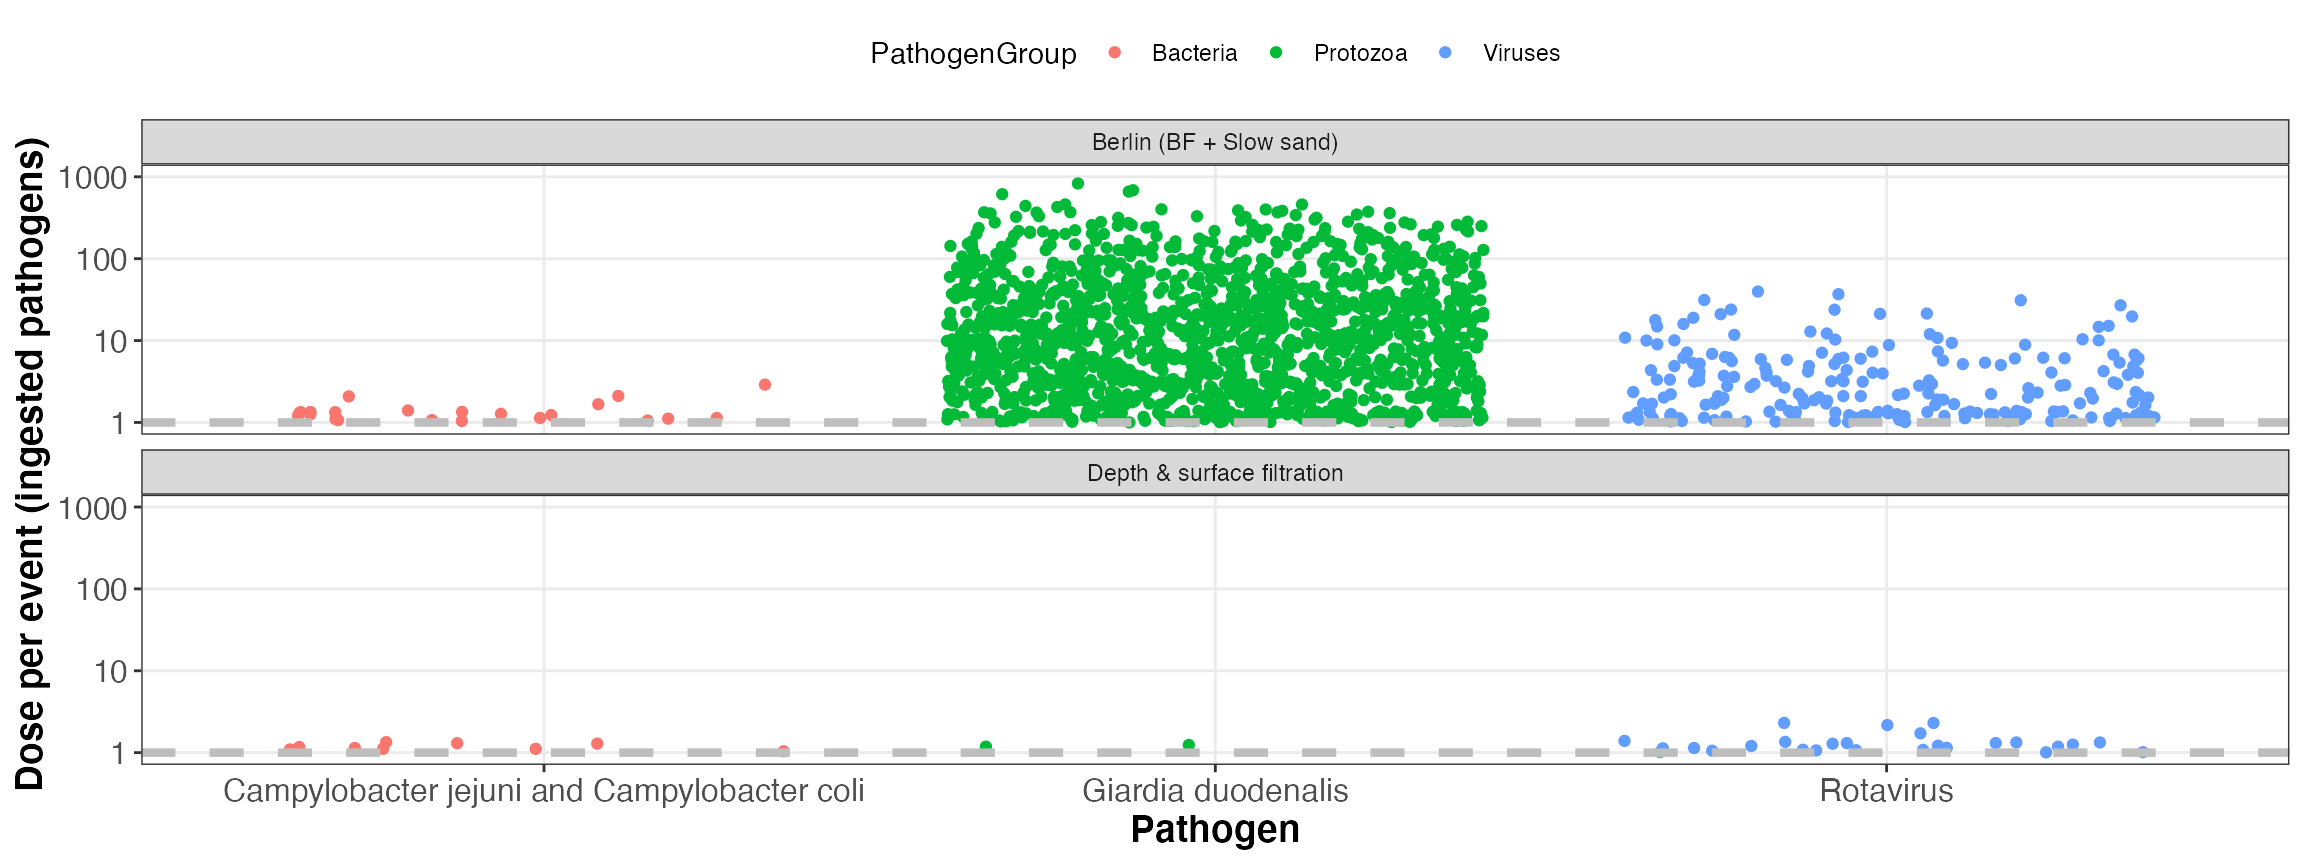 PathogenGroup Bacteria Protozoa Viruses
Dose per event (ingested pathogens)
Berlin (BF + Slow sand)
1000
100
10
1
Depth & surface filtration
1000
100
10
1
Campylobacter jejuni and Campylobacter coli Giardia duodenalis Rotavirus
Pathogen